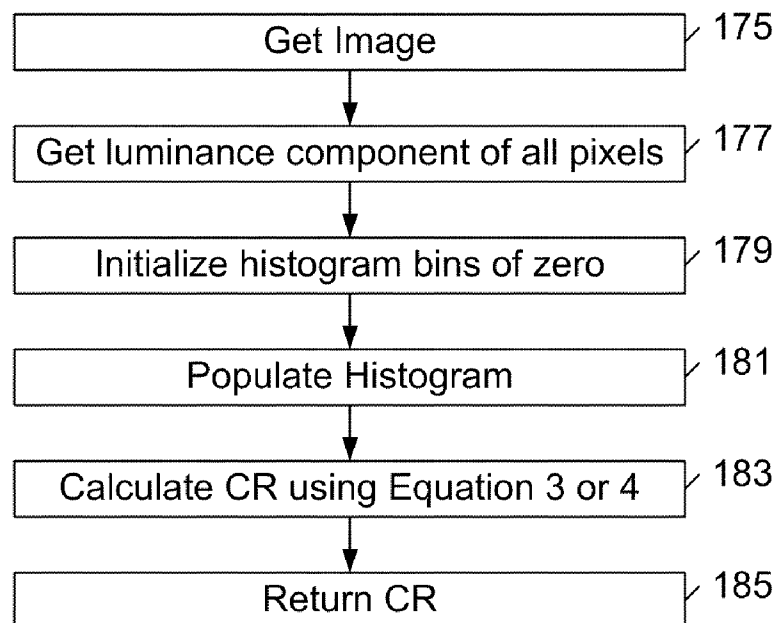 Get Image 175
Get luminance component of all pixels 177
Initialize histogram bins of zero 179
Populate Histogram 181
Calculate CR using Equation 3 or 4 183
Return CR 185